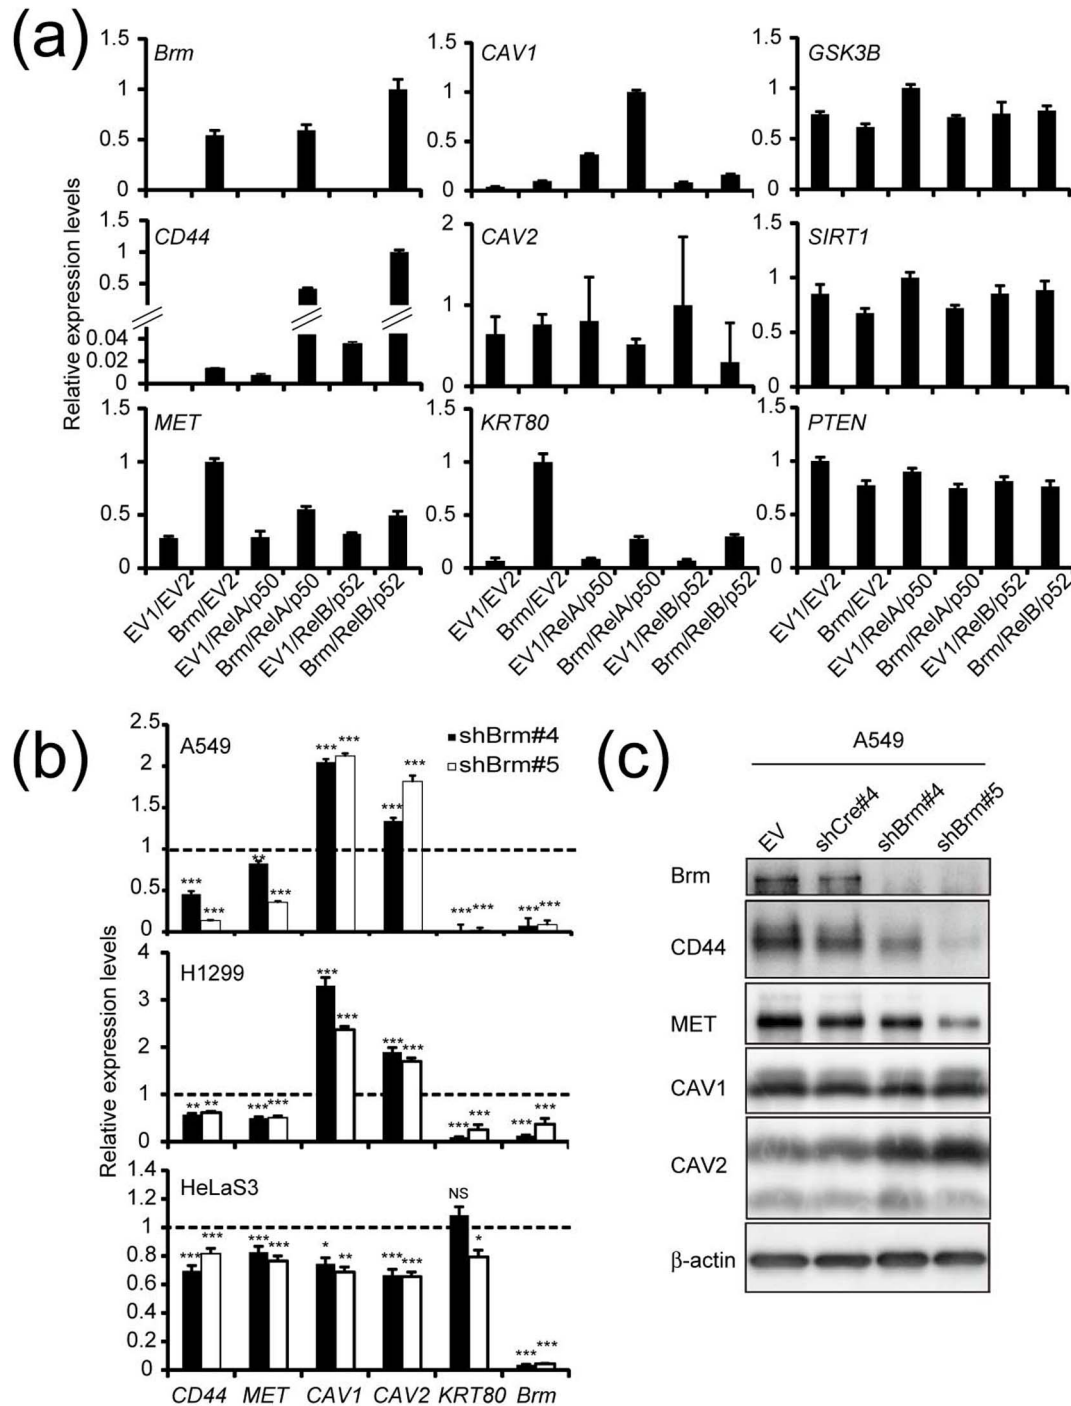 (a)
Relative expression levels
Brm
1.5
1
0.5
0
CAV1
1.5
1
0.5
0
GSK3B
1.5
1
0.5
0
CD44
1.5
1
0.5
0.04
0.02
0
CAV2
2
1
0
SIRT1
1.5
1
0.5
0
MET
1.5
1
0.5
0
KRT80
1.5
1
0.5
0
PTEN
1.5
1
0.5
0
EV1/EV2
Brm/EV2
EV1/RelA/p50
Brm/RelA/p50
EV1/RelB/p52
Brm/RelB/p52
EV1/EV2
Brm/EV2
EV1/RelA/p50
Brm/RelA/p50
EV1/RelB/p52
Brm/RelB/p52
EV1/EV2
Brm/EV2
EV1/RelA/p50
Brm/RelA/p50
EV1/RelB/p52
Brm/RelB/p52
(b)
Relative expression levels
A549
shBrm#4
shBrm#5
2.5
2
1.5
1
0.5
0
*** *** ** *** *** *** *** *** *** *** *** ***
H1299
4
3
2
1
0
** ** *** *** *** *** *** *** *** *** *** ***
HeLaS3
1.4
1.2
1
0.8
0.6
0.4
0.2
0
*** *** *** *** * ** *** *** NS * *** ***
CD44 MET CAV1 CAV2 KRT80 Brm
(c)
A549
EV
shCre#4
shBrm#4
shBrm#5
Brm
CD44
MET
CAV1
CAV2
β-actin